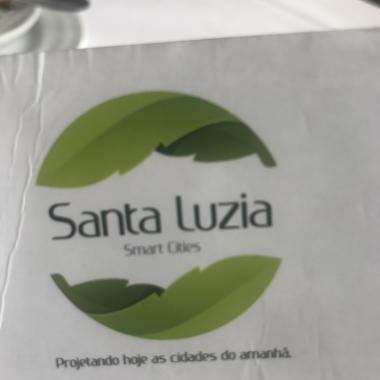 Santa Luzia
Smart Cities
Projetando hoje as cidades do amanhã.